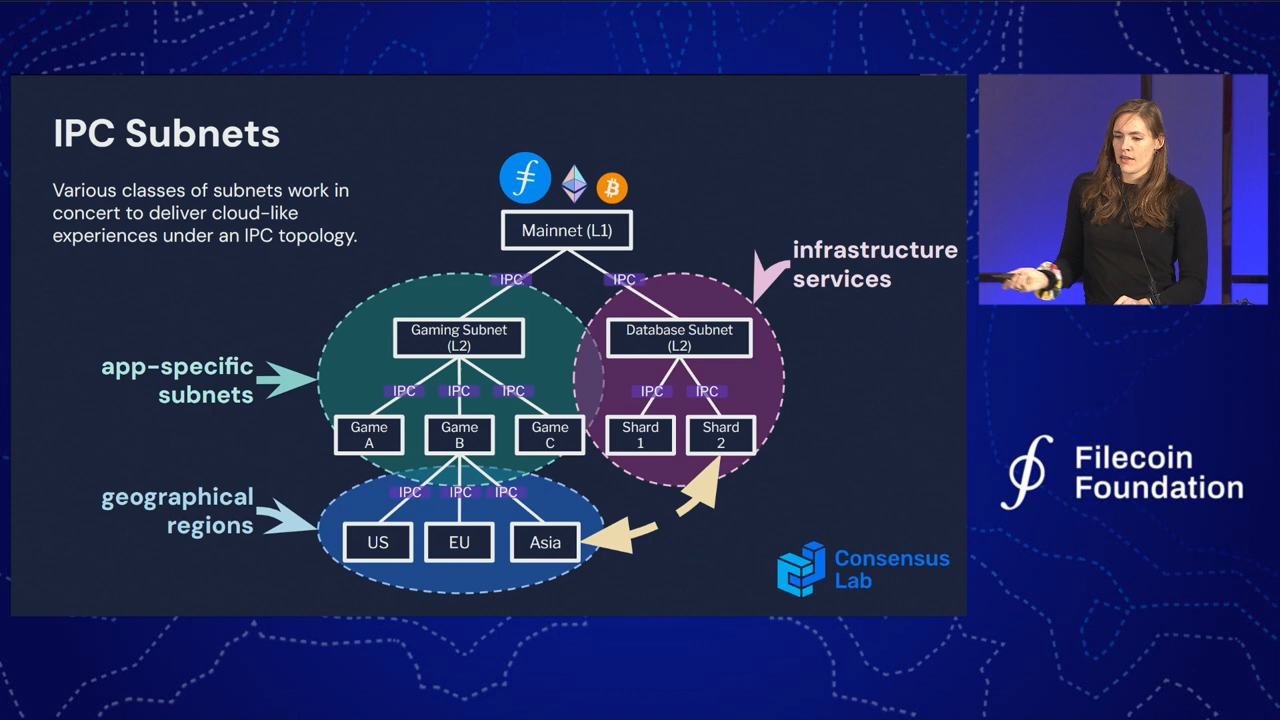 IPC Subnets
Various classes of subnets work in
concert to deliver cloud-like
experiences under an IPC topology.
Mainnet (L1)
infrastructure
services
IPC
IPC
Gaming Subnet
(L2)
Database Subnet
(L2)
app-specific
subnets
IPC
IPC
IPC
IPC
IPC
Game
A
Game
B
Game
C
Shard
1
Shard
2
geographical
regions
IPC
IPC
IPC
US
EU
Asia
Consensus
Lab
Filecoin
Foundation